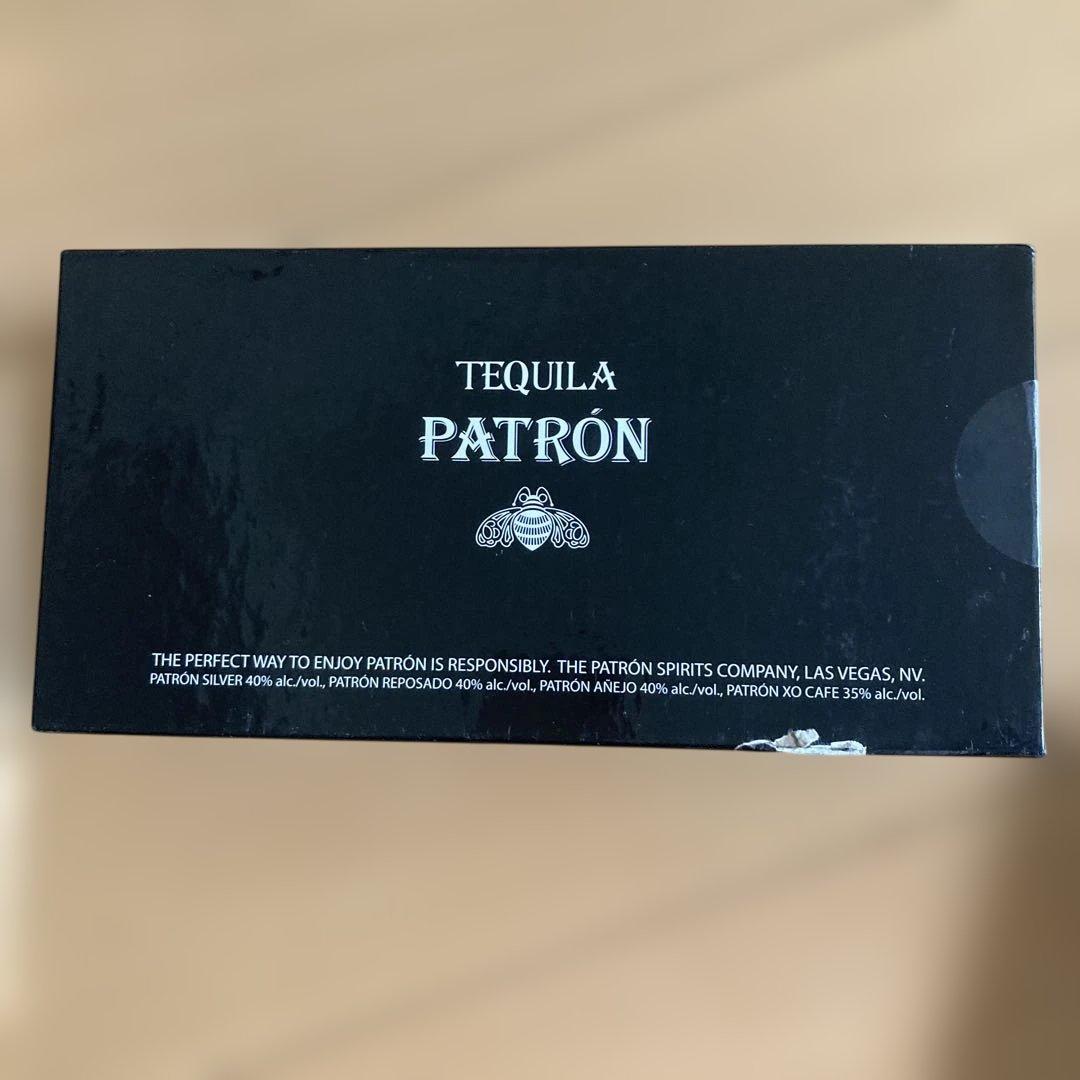 TEQUILA
PATRÓN
THE PERFECT WAY TO ENJOY PATRÓN IS RESPONSIBLY. THE PATRÓN SPIRITS COMPANY, LAS VEGAS, NV.
PATRÓN SILVER 40% alc./vol., PATRÓN REPOSADO 40% alc./vol., PATRÓN AÑEJO 40% alc./vol., PATRÓN XO CAFE 35% alc./vol.